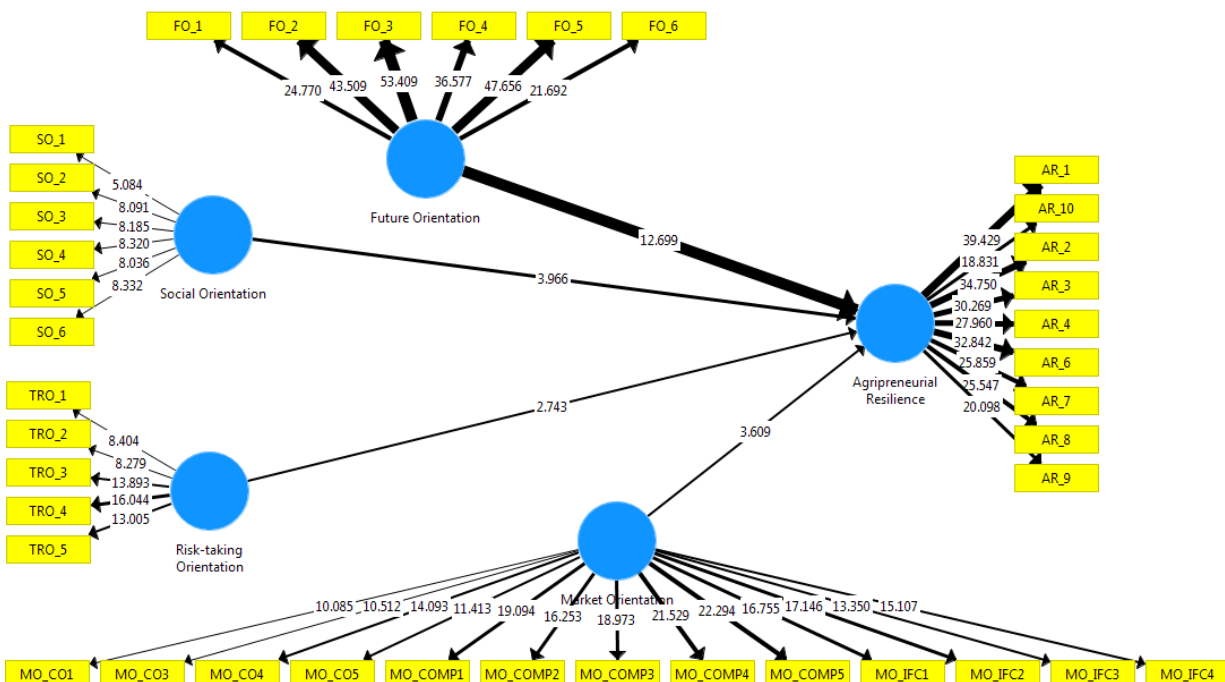 FO_1 FO_2 FO_3 FO_4 FO_5 FO_6
24.770 43.509 53.409 36.577 47.656 21.692
Future Orientation
SO_1
SO_2
SO_3
SO_4
SO_5
SO_6
5.084
8.091
8.185
8.320
8.036
8.332
Social Orientation
12.699
3.966
2.743
3.609
AR_1
AR_10
AR_2
AR_3
AR_4
AR_6
AR_7
AR_8
AR_9
39.429
18.831
34.750
30.269
27.960
32.842
25.859
25.547
20.098
Agripreneurial
Resilience
TRO_1
TRO_2
TRO_3
TRO_4
TRO_5
8.404
8.279
13.893
16.044
13.005
Risk-taking
Orientation
Market Orientation
10.085 10.512 14.093 11.413 19.094 16.253 18.973 21.529 22.294 16.755 17.146 13.350 15.107
MO_CO1 MO_CO3 MO_CO4 MO_CO5 MO_COMP1 MO_COMP2 MO_COMP3 MO_COMP4 MO_COMP5 MO_IFC1 MO_IFC2 MO_IFC3 MO_IFC4